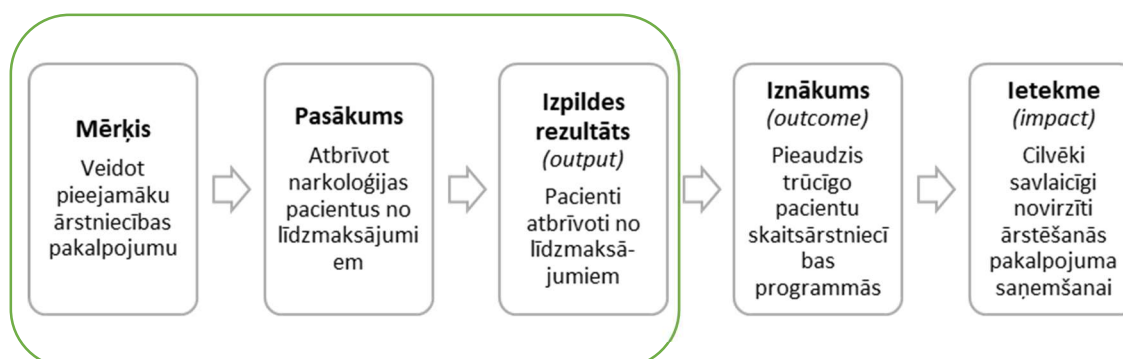 Mērķis
Veidot
pieejamāku
ārstniecības
pakalpojumu
Pasākums
Atbrīvot
narkoloģijas
pacientus no
līdzmaksājumi
em
Izpildes
rezultāts
(output)
Pacienti
atbrīvoti no
līdzmaksā-
jumiem
Iznākums
(outcome)
Pieaudzis
trūcīgo
pacientu
skaitsārstniecī
bas
programmās
Ietekme
(impact)
Cilvēki
savlaicīgi
novirzīti
ārstēšanās
pakalpojuma
saņemšanai